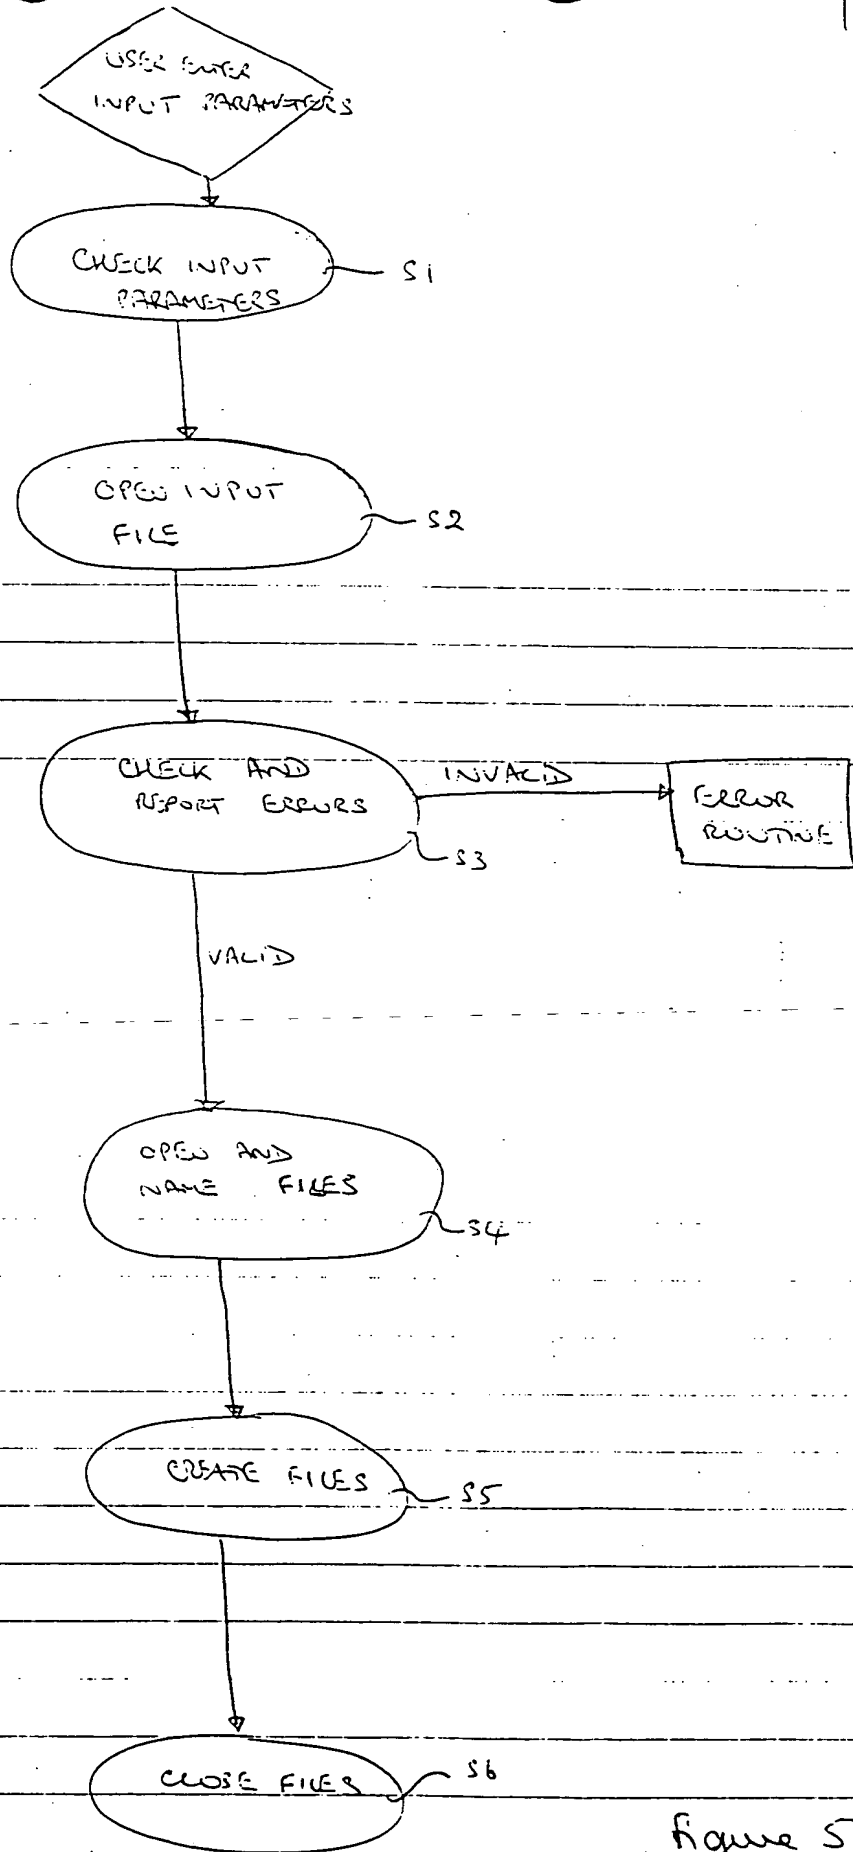 USER ENTER
INPUT PARAMETERS
CHECK INPUT
PARAMETERS
S1
OPEN INPUT
FILE
S2
CHECK AND
REPORT ERRORS
INVALID
ERROR
ROUTINE
S3
VALID
OPEN AND
NAME FILES
S4
CREATE FILES
S5
CLOSE FILES
S6
figure 5